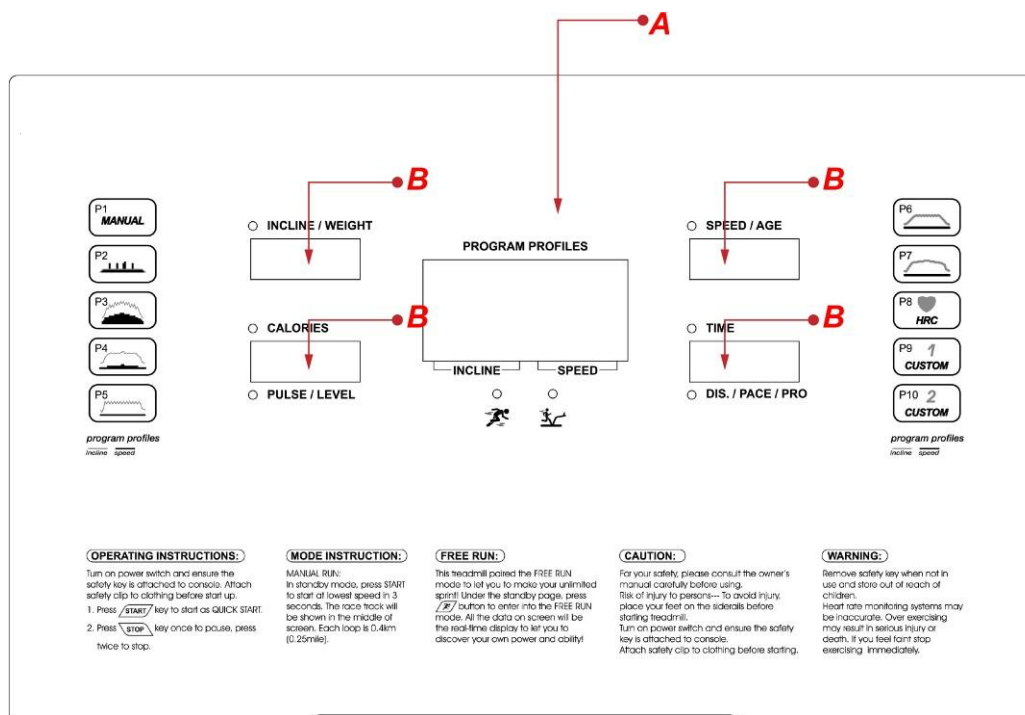 A
B
B
P1
MANUAL
INCLINE / WEIGHT
SPEED / AGE
P6
PROGRAM PROFILES
P2
P7
P3
B
B
P8
HRC
CALORIES
TIME
P4
P9 1
CUSTOM
INCLINE
SPEED
PULSE / LEVEL
DIS. / PACE / PRO
P5
P10 2
CUSTOM
program profiles
incline speed
program profiles
incline speed
OPERATING INSTRUCTIONS:
Turn on power switch and ensure the
safety key is attached to console. Attach
safety clip to clothing before start up.
1. Press START key to start as QUICK START.
2. Press STOP key once to pause, press
twice to stop.
MODE INSTRUCTION:
MANUAL RUN:
In standby mode, press START
to start at lowest speed in 3
seconds. The race track will
be shown in the middle of
screen. Each loop is 0.4km
(0.25mile).
FREE RUN:
This treadmill paired the FREE RUN
mode to let you to make your unlimited
sprint! Under the standby page, press
button to enter into the FREE RUN
mode. All the data on screen will be
the real-time display to let you to
discover your own power and ability!
CAUTION:
For your safety, please consult the owner's
manual carefully before using.
Risk of injury to persons--- To avoid injury,
place your feet on the siderails before
starting treadmill.
Turn on power switch and ensure the safety
key is attached to console.
Attach safety clip to clothing before starting.
WARNING:
Remove safety key when not in
use and store out of reach of
children.
Heart rate monitoring systems may
be inaccurate. Over exercising
may result in serious injury or
death. If you feel faint stop
exercising immediately.